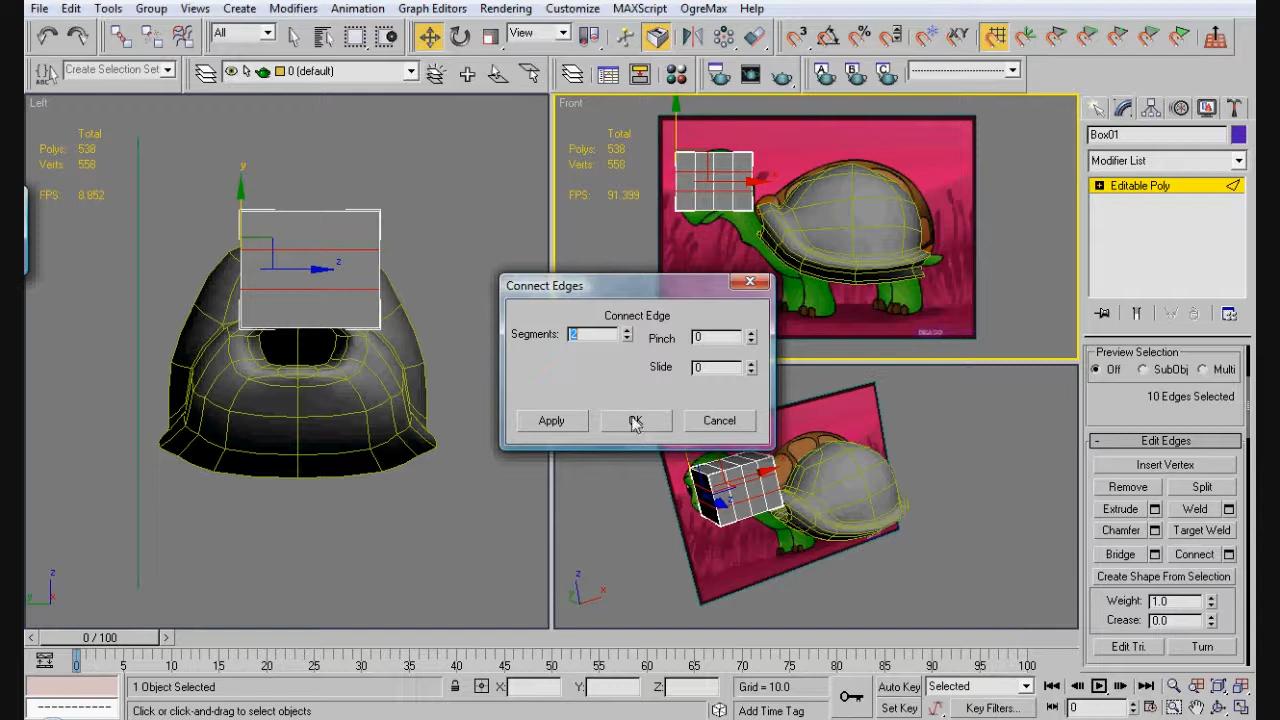 File Edit Tools Group Views Create Modifiers Animation Graph Editors Rendering Customize MAXScript OgreMax Help
All View
Create Selection Set 0 (default)
Left
Total
Polys: 538
Verts: 558
FPS: 8.852
y
z
Front
Total
Polys: 538
Verts: 558
FPS: 91.399
Connect Edges
Connect Edge
Segments: 2 Pinch 0
Slide 0
Apply OK Cancel
Box01
Modifier List
Editable Poly
Preview Selection
Off SubObj Multi
10 Edges Selected
- Edit Edges
Insert Vertex
Remove Split
Extrude Weld
Chamfer Target Weld
Bridge Connect
Create Shape From Selection
Weight: 1.0
Crease: 0.0
Edit Tri. Turn
z
y x
z
y x
< 0 / 100 >
0 5 10 15 20 25 30 35 40 45 50 55 60 65 70 75 80 85 90 95 100
1 Object Selected X: Y: Z: Grid = 10.0 Auto Key Selected
Click or click-and-drag to select objects Add Time Tag Set Key Key Filters... 0